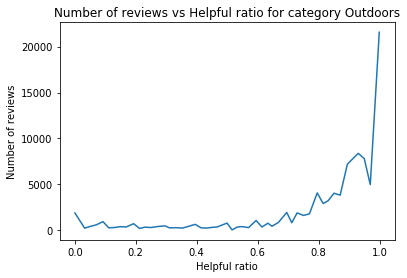 Number of reviews vs Helpful ratio for category Outdoors
20000
15000
10000
5000
0
Number of reviews
0.0 0.2 0.4 0.6 0.8 1.0
Helpful ratio